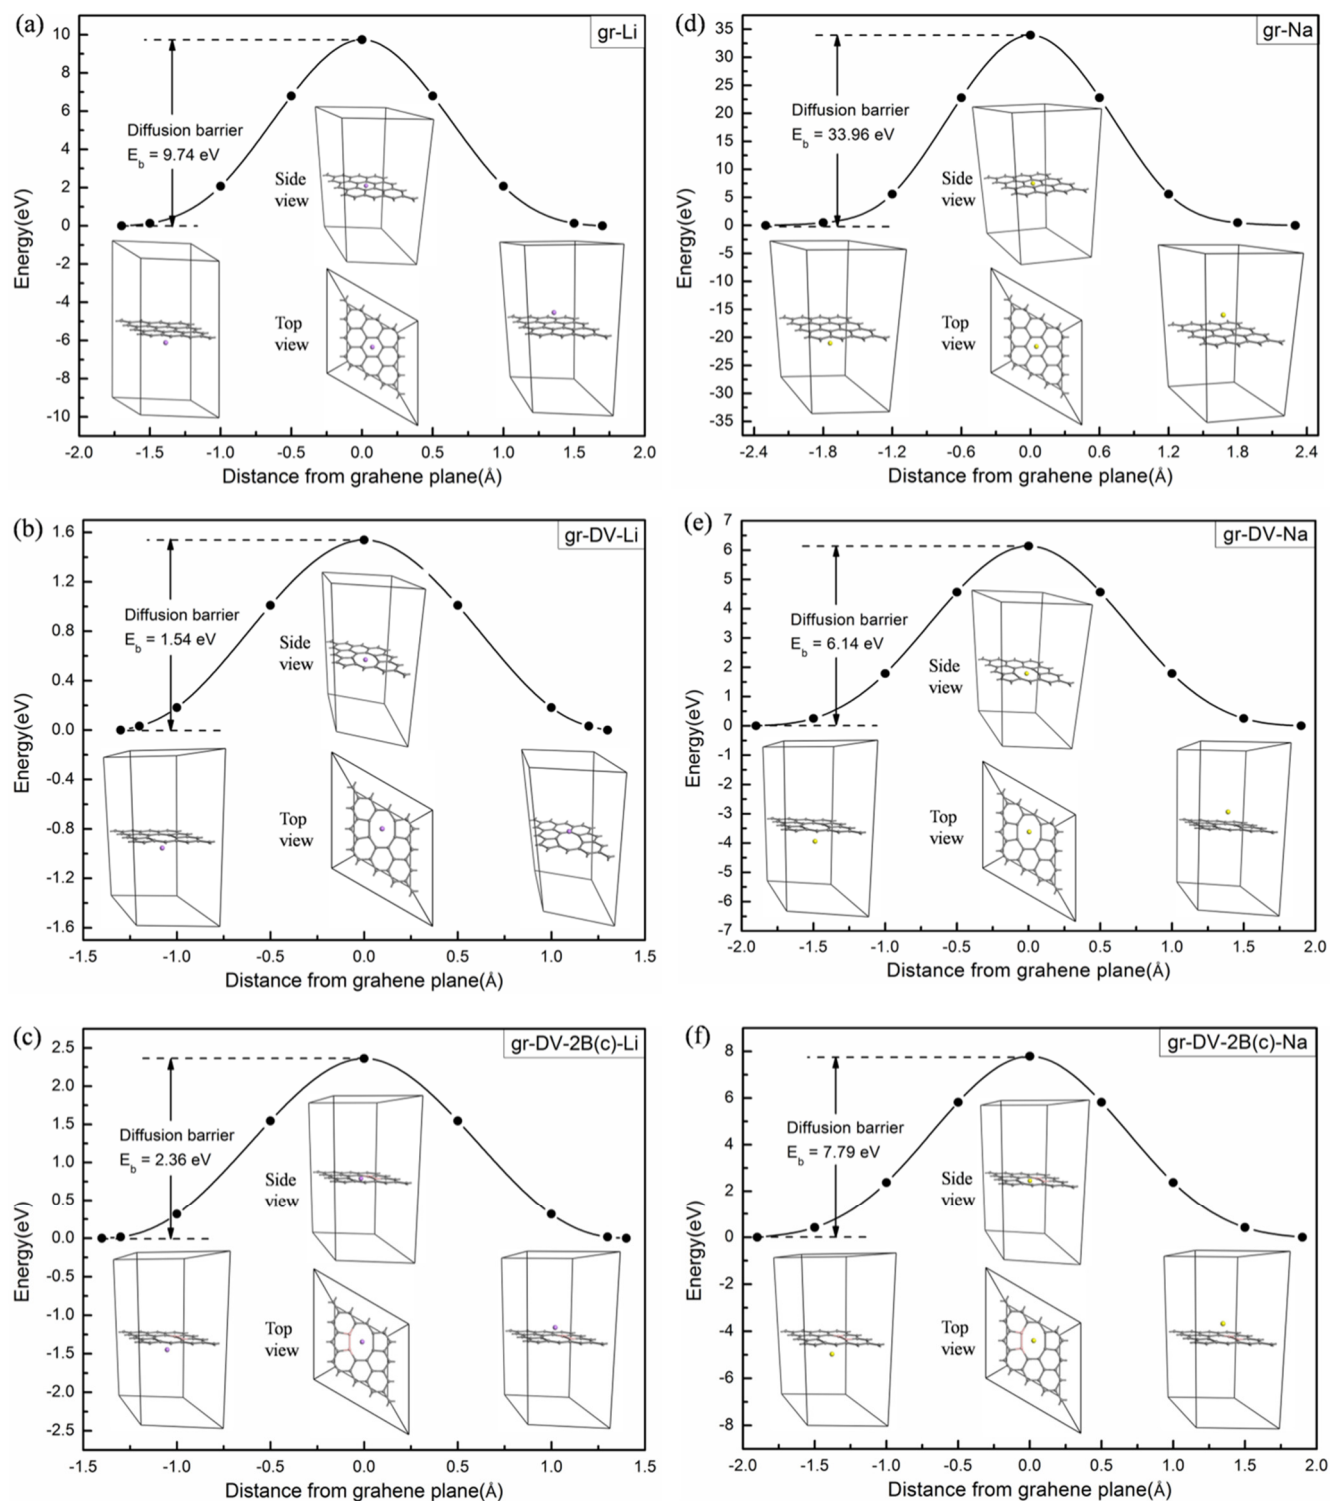 (a)
gr-Li
10
8
6
4
2
0
-2
-4
-6
-8
-10
Energy(eV)
Diffusion barrier
E_b = 9.74 eV
Side
view
Top
view
-2.0 -1.5 -1.0 -0.5 0.0 0.5 1.0 1.5 2.0
Distance from grahene plane(Å)
(d)
gr-Na
35
30
25
20
15
10
5
0
-5
-10
-15
-20
-25
-30
-35
Energy(eV)
Diffusion barrier
E_b = 33.96 eV
Side
view
Top
view
-2.4 -1.8 -1.2 -0.6 0.0 0.6 1.2 1.8 2.4
Distance from grahene plane(Å)
(b)
gr-DV-Li
1.6
1.2
0.8
0.4
0.0
-0.4
-0.8
-1.2
-1.6
Energy(eV)
Diffusion barrier
E_b = 1.54 eV
Side
view
Top
view
-1.5 -1.0 -0.5 0.0 0.5 1.0 1.5
Distance from grahene plane(Å)
(e)
gr-DV-Na
7
6
5
4
3
2
1
0
-1
-2
-3
-4
-5
-6
-7
Energy(eV)
Diffusion barrier
E_b = 6.14 eV
Side
view
Top
view
-2.0 -1.5 -1.0 -0.5 0.0 0.5 1.0 1.5 2.0
Distance from grahene plane(Å)
(c)
gr-DV-2B(c)-Li
2.5
2.0
1.5
1.0
0.5
0.0
-0.5
-1.0
-1.5
-2.0
-2.5
Energy(eV)
Diffusion barrier
E_b = 2.36 eV
Side
view
Top
view
-1.5 -1.0 -0.5 0.0 0.5 1.0 1.5
Distance from grahene plane(Å)
(f)
gr-DV-2B(c)-Na
8
6
4
2
0
-2
-4
-6
-8
Energy(eV)
Diffusion barrier
E_b = 7.79 eV
Side
view
Top
view
-2.0 -1.5 -1.0 -0.5 0.0 0.5 1.0 1.5 2.0
Distance from grahene plane(Å)